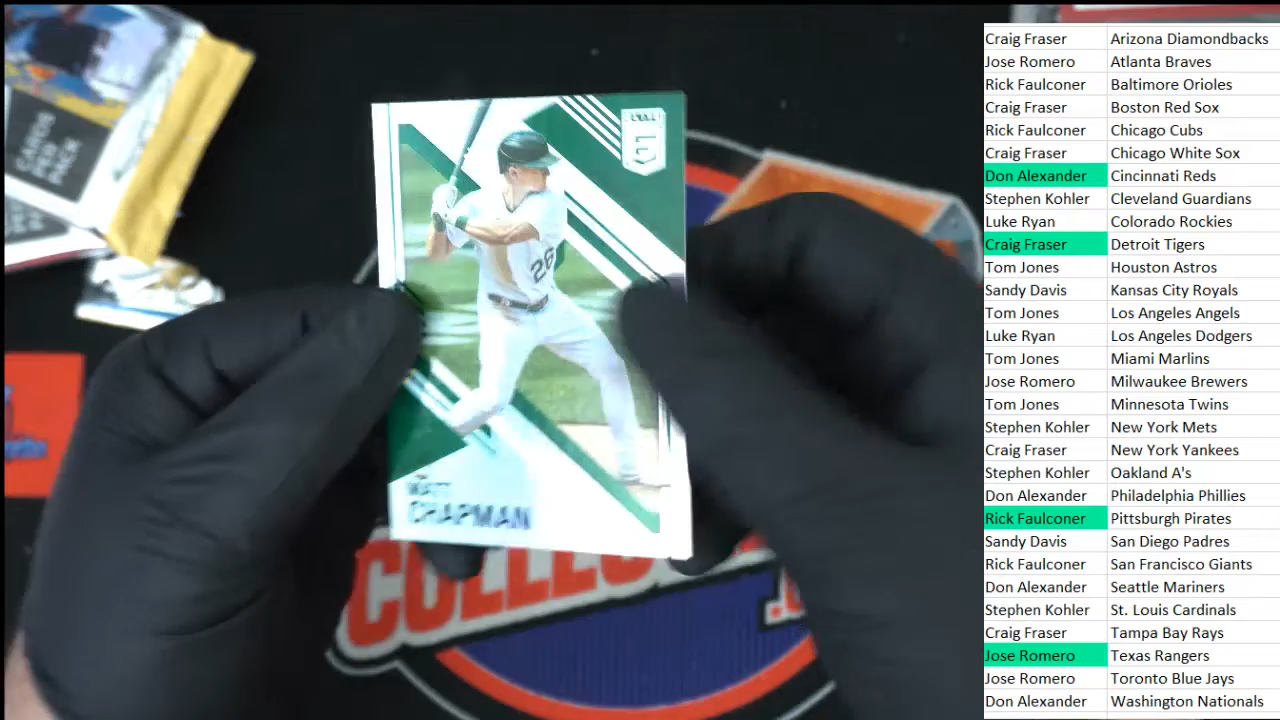 Craig Fraser Arizona Diamondbacks
Jose Romero Atlanta Braves
Rick Faulconer Baltimore Orioles
Craig Fraser Boston Red Sox
Rick Faulconer Chicago Cubs
Craig Fraser Chicago White Sox
Don Alexander Cincinnati Reds
Stephen Kohler Cleveland Guardians
Luke Ryan Colorado Rockies
Craig Fraser Detroit Tigers
Tom Jones Houston Astros
Sandy Davis Kansas City Royals
Tom Jones Los Angeles Angels
Luke Ryan Los Angeles Dodgers
Tom Jones Miami Marlins
Jose Romero Milwaukee Brewers
Tom Jones Minnesota Twins
Stephen Kohler New York Mets
Craig Fraser New York Yankees
Stephen Kohler Oakland A's
Don Alexander Philadelphia Phillies
Rick Faulconer Pittsburgh Pirates
Sandy Davis San Diego Padres
Rick Faulconer San Francisco Giants
Don Alexander Seattle Mariners
Stephen Kohler St. Louis Cardinals
Craig Fraser Tampa Bay Rays
Jose Romero Texas Rangers
Jose Romero Toronto Blue Jays
Don Alexander Washington Nationals
26
MATT
CHAPMAN